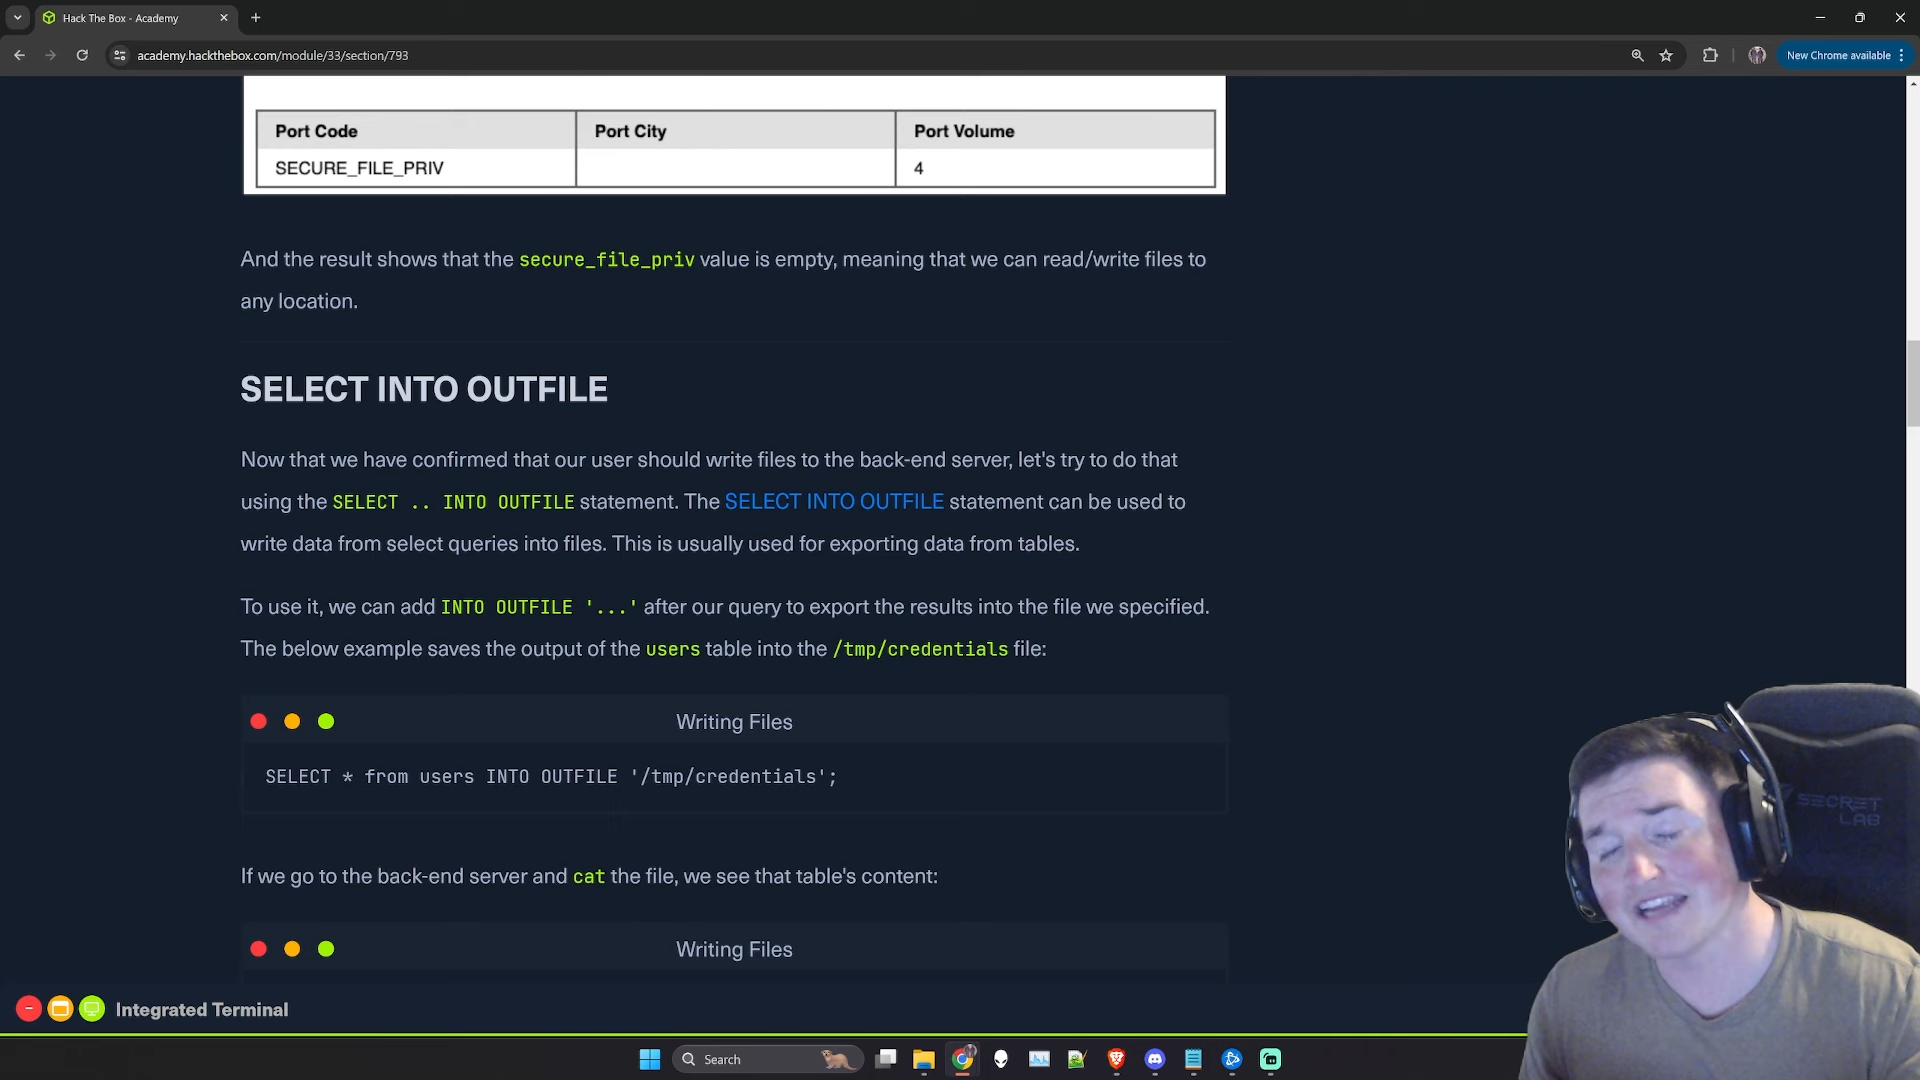 Hack The Box - Academy
academy.hackthebox.com/module/33/section/793
New Chrome available
Port Code Port City Port Volume
SECURE_FILE_PRIV 4
And the result shows that the secure_file_priv value is empty, meaning that we can read/write files to
any location.
SELECT INTO OUTFILE
Now that we have confirmed that our user should write files to the back-end server, let's try to do that
using the SELECT .. INTO OUTFILE statement. The SELECT INTO OUTFILE statement can be used to
write data from select queries into files. This is usually used for exporting data from tables.
To use it, we can add INTO OUTFILE '...' after our query to export the results into the file we specified.
The below example saves the output of the users table into the /tmp/credentials file:
Writing Files
SELECT * from users INTO OUTFILE '/tmp/credentials';
If we go to the back-end server and cat the file, we see that table's content:
Writing Files
Integrated Terminal
Search
SECRET
LAB